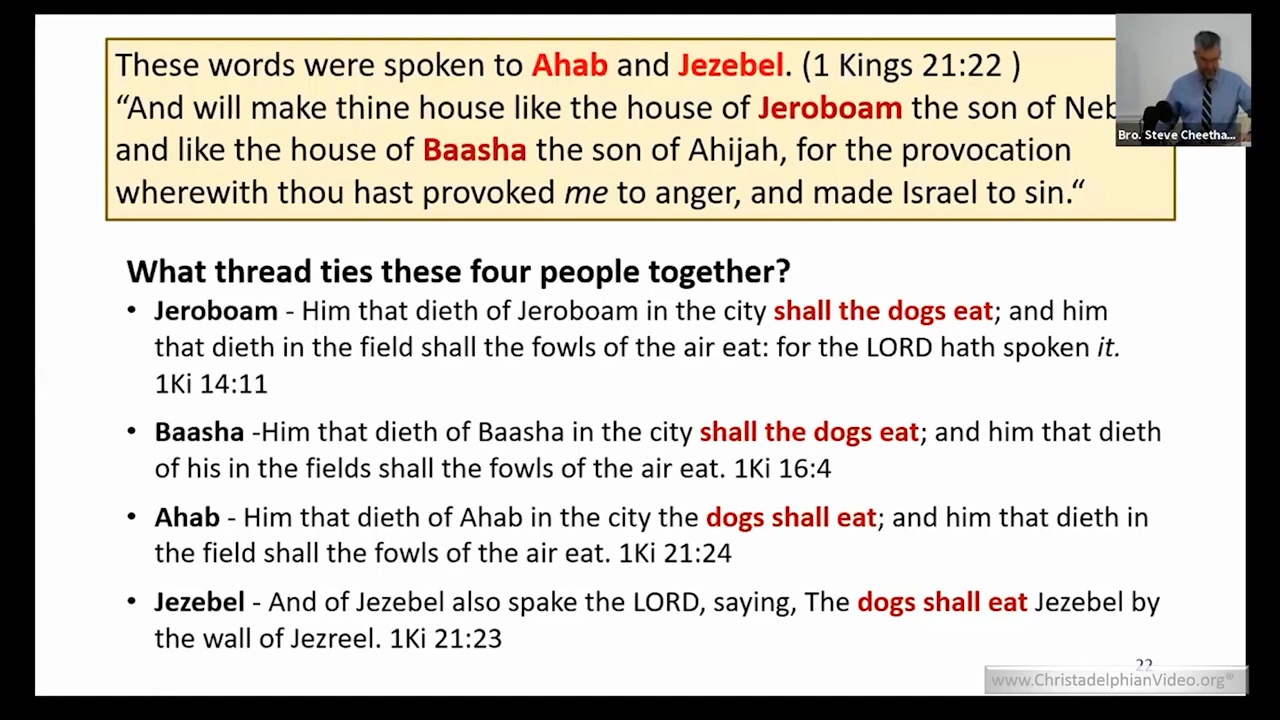 These words were spoken to Ahab and Jezebel. (1 Kings 21:22 )
“And will make thine house like the house of Jeroboam the son of Neb
and like the house of Baasha the son of Ahijah, for the provocation
wherewith thou hast provoked me to anger, and made Israel to sin.“
Bro. Steve Cheetha...
What thread ties these four people together?
• Jeroboam - Him that dieth of Jeroboam in the city shall the dogs eat; and him
that dieth in the field shall the fowls of the air eat: for the LORD hath spoken it.
1Ki 14:11
• Baasha -Him that dieth of Baasha in the city shall the dogs eat; and him that dieth
of his in the fields shall the fowls of the air eat. 1Ki 16:4
• Ahab - Him that dieth of Ahab in the city the dogs shall eat; and him that dieth in
the field shall the fowls of the air eat. 1Ki 21:24
• Jezebel - And of Jezebel also spake the LORD, saying, The dogs shall eat Jezebel by
the wall of Jezreel. 1Ki 21:23
22
www.ChristadelphianVideo.org®